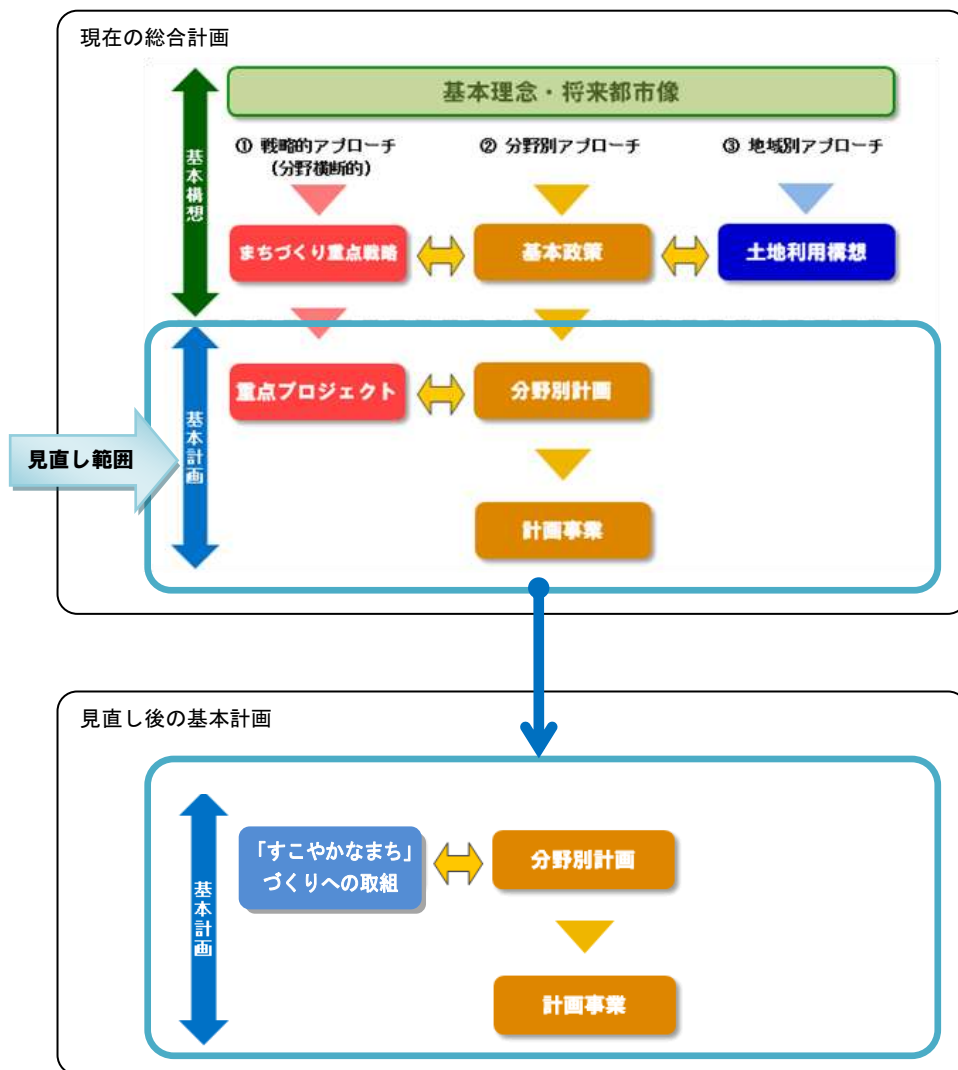 現在の総合計画
基本理念・将来都市像
① 戦略的アプローチ
(分野横断的)
② 分野別アプローチ
③ 地域別アプローチ
基本構想
まちづくり重点戦略
基本政策
土地利用構想
見直し範囲
基本計画
重点プロジェクト
分野別計画
計画事業
見直し後の基本計画
基本計画
「すこやかなまち」
づくりへの取組
分野別計画
計画事業